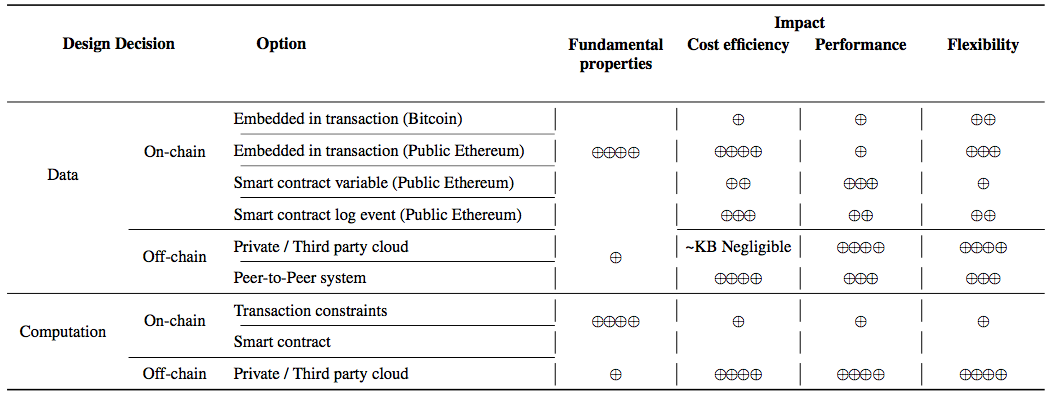 Impact
Design Decision Option Fundamental properties Cost efficiency Performance Flexibility
Data On-chain Embedded in transaction (Bitcoin) ⊕⊕⊕⊕ ⊕ ⊕ ⊕⊕
Embedded in transaction (Public Ethereum) ⊕⊕⊕⊕ ⊕ ⊕⊕⊕
Smart contract variable (Public Ethereum) ⊕⊕ ⊕⊕⊕ ⊕
Smart contract log event (Public Ethereum) ⊕⊕⊕ ⊕⊕ ⊕⊕
Off-chain Private / Third party cloud ⊕ ~KB Negligible ⊕⊕⊕⊕ ⊕⊕⊕⊕
Peer-to-Peer system ⊕⊕⊕⊕ ⊕⊕⊕ ⊕⊕⊕
Computation On-chain Transaction constraints ⊕⊕⊕⊕ ⊕ ⊕ ⊕
Smart contract
Off-chain Private / Third party cloud ⊕ ⊕⊕⊕⊕ ⊕⊕⊕⊕ ⊕⊕⊕⊕